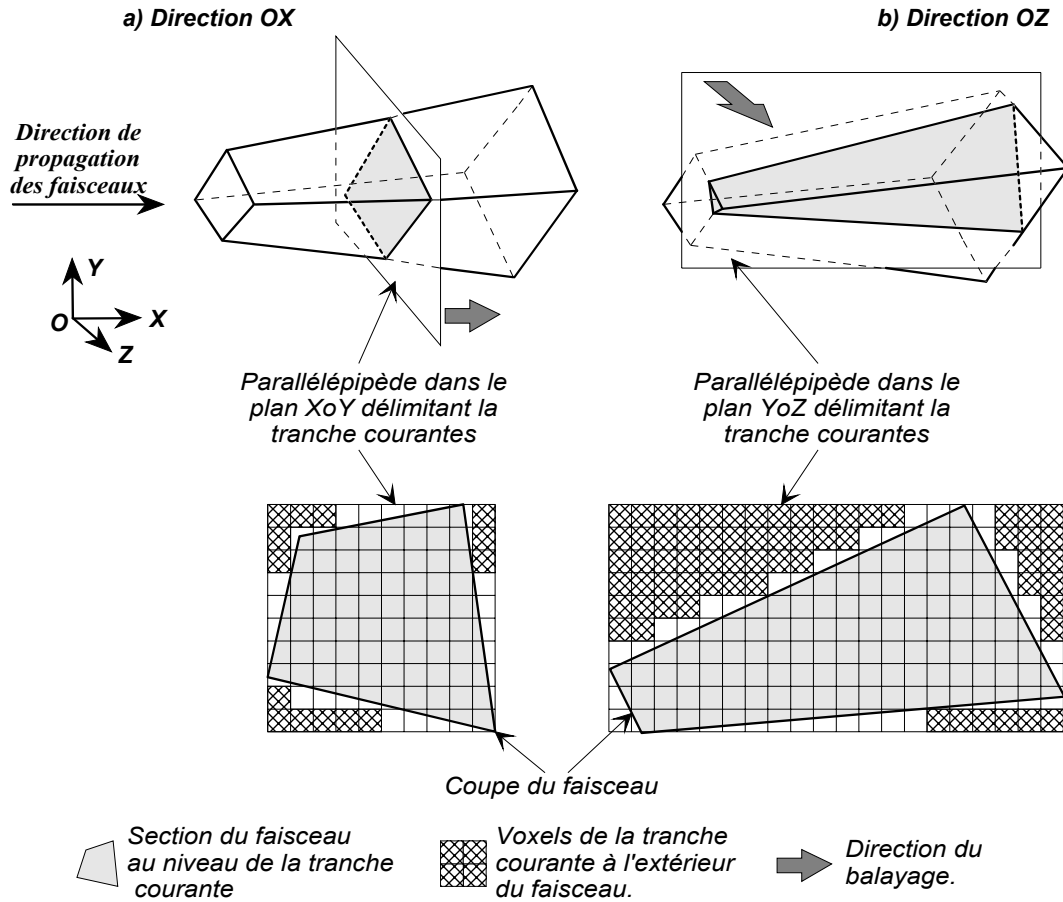 a) Direction OX
b) Direction OZ
Direction de
propagation
des faisceaux
Y
O
X
Z
Parallélépipède dans le
plan XoY délimitant la
tranche courantes
Parallélépipède dans le
plan YoZ délimitant la
tranche courantes
Coupe du faisceau
Section du faisceau
au niveau de la tranche
courante
Voxels de la tranche
courante à l'extérieur
du faisceau.
Direction du
balayage.